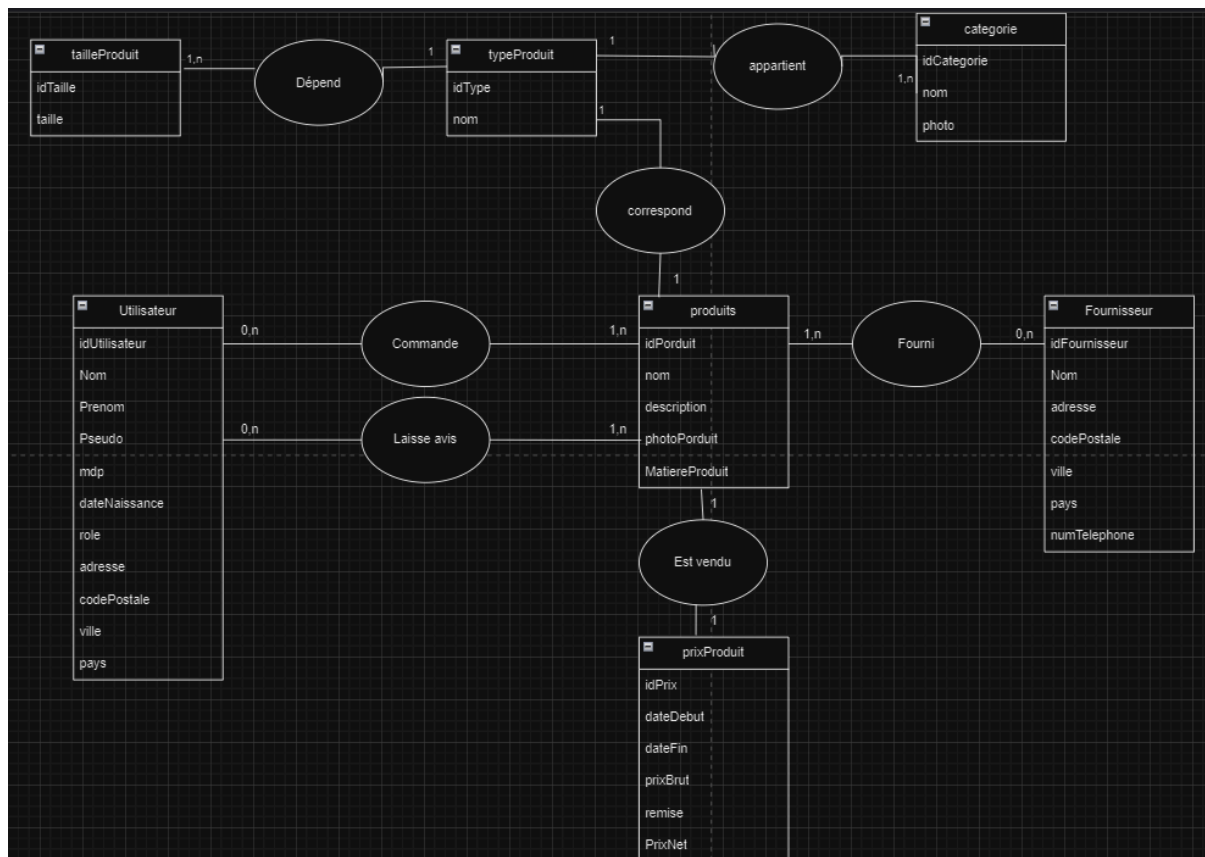 tailleProduit
idTaille
taille
1,n
Dépend
1
typeProduit
idType
nom
1
appartient
1,n
categorie
idCategorie
nom
photo
1
correspond
1
Utilisateur
idUtilisateur
Nom
Prenom
Pseudo
mdp
dateNaissance
role
adresse
codePostale
ville
pays
0,n
Commande
1,n
0,n
Laisse avis
1,n
produits
idPorduit
nom
description
photoPorduit
MatiereProduit
1,n
Fourni
0,n
Fournisseur
idFournisseur
Nom
adresse
codePostale
ville
pays
numTelephone
1
Est vendu
1
prixProduit
idPrix
dateDebut
dateFin
prixBrut
remise
PrixNet